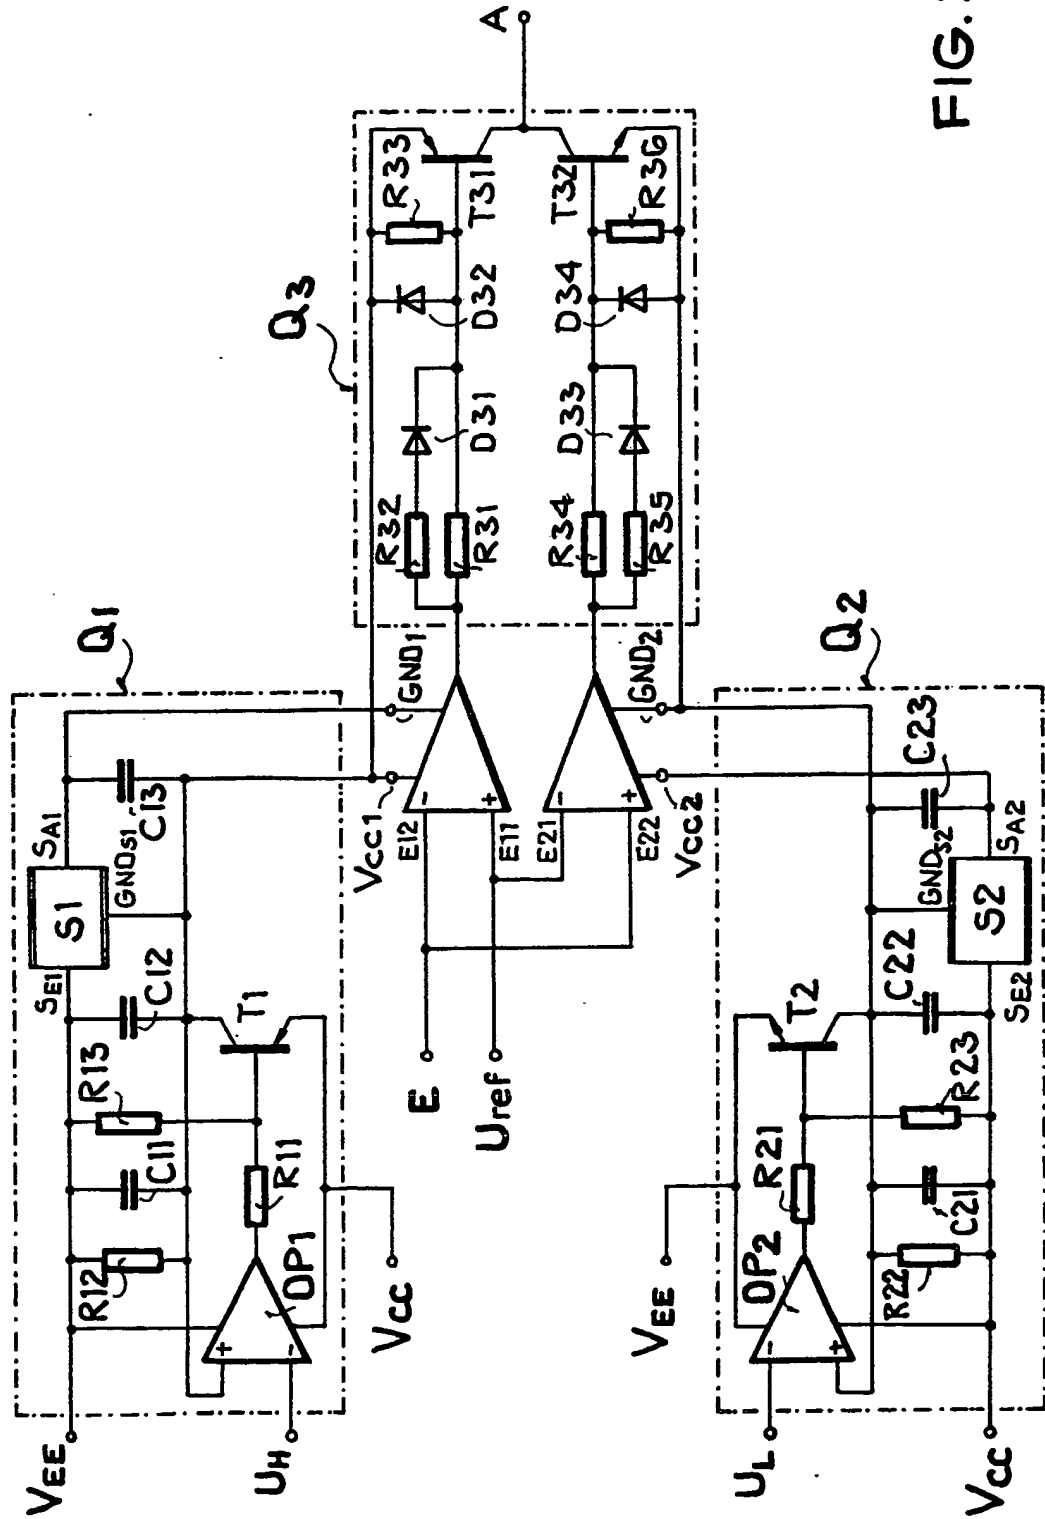 VEE
R12
C11
R13
C12
SE1
S1
SA1
GNDS1
C13
Q1
T1
R11
OP1
UH
VCC
VCC1
GND1
E12
E11
E21
E22
VCC2
GND2
E
Uref
Q3
R32
R31
D31
D32
R33
T31
A
R34
R35
D33
D34
R36
T32
VEE
UL
OP2
R21
T2
R22
C21
R23
C22
SE2
S2
SA2
GNDS2
C23
Q2
VCC
+
-
-
+
-
+
-
+
FIG.